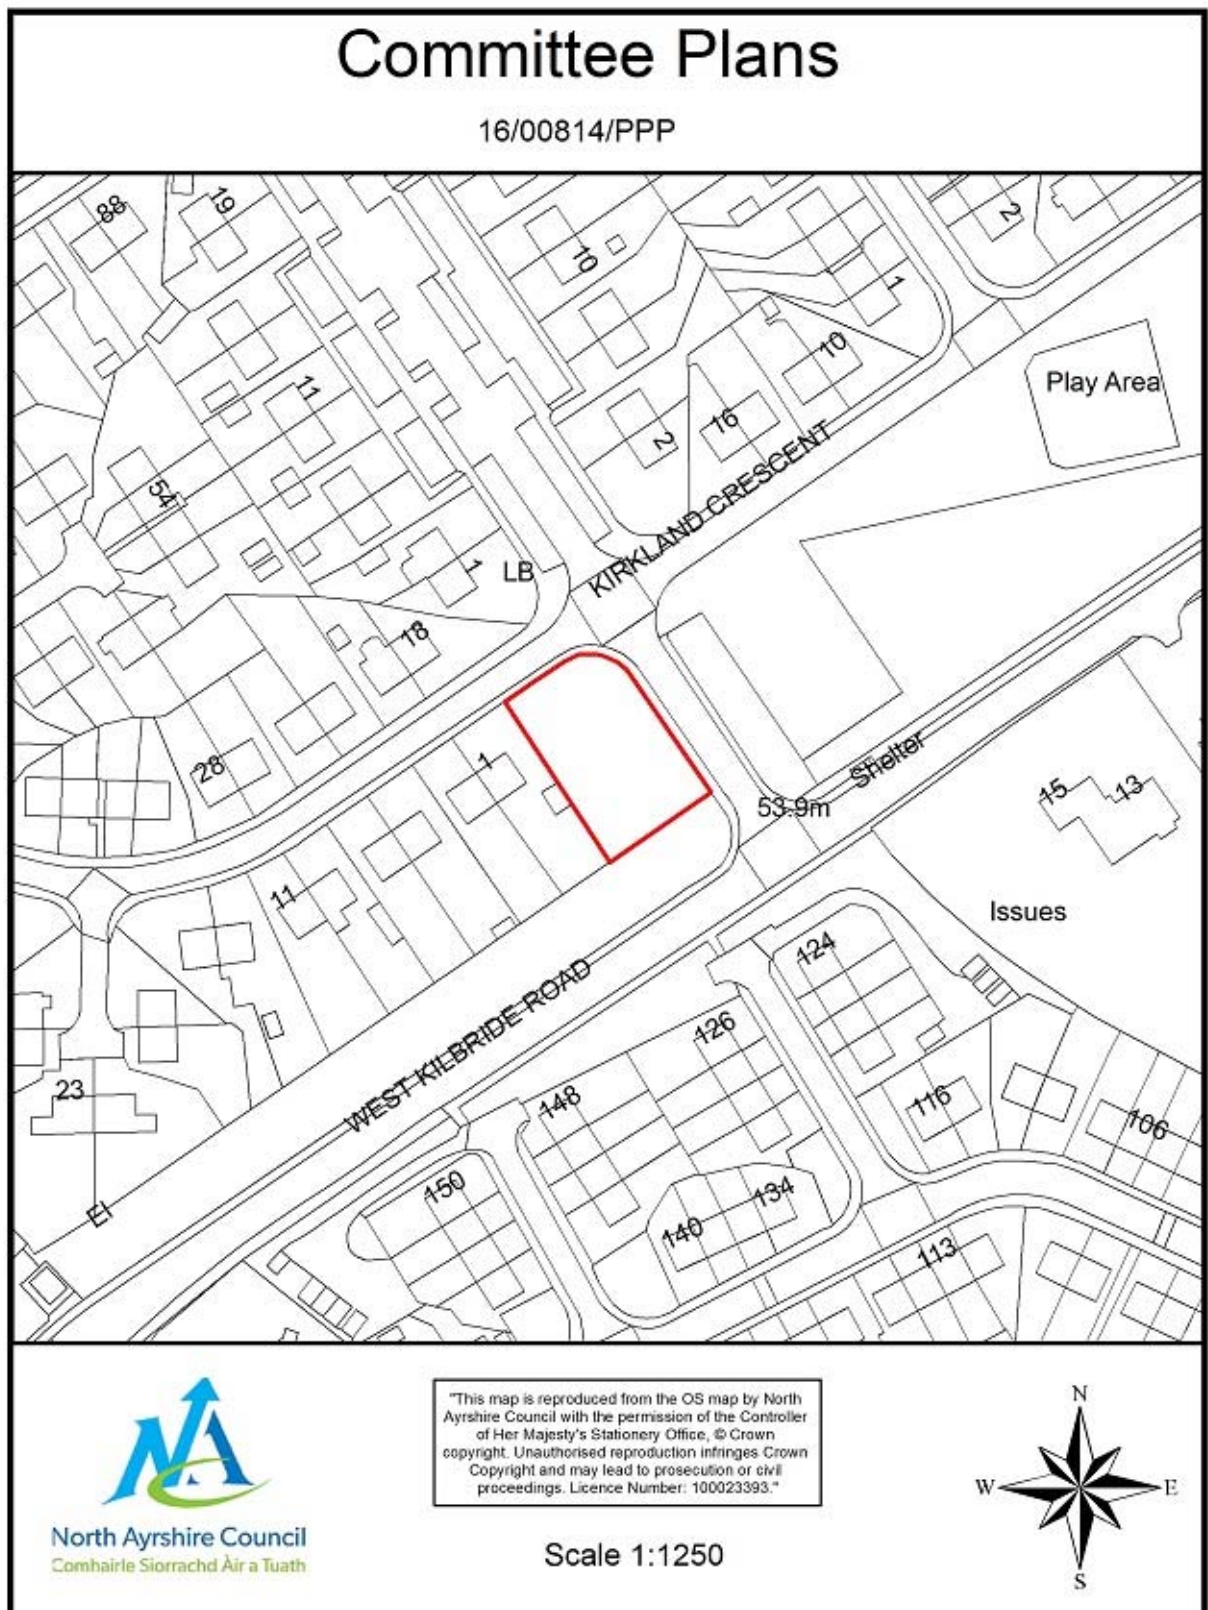 Committee Plans
16/00814/PPP
88
19
10
2
1
10
Play Area
11
2
16
KIRKLAND CRESCENT
54
1
LB
18
28
1
Shelter
53.9m
15
13
11
Issues
124
WEST KILBRIDE ROAD
126
23
148
116
106
150
134
El
140
113
North Ayrshire Council
Comhairle Siorrachd Àir a Tuath
"This map is reproduced from the OS map by North
Ayrshire Council with the permission of the Controller
of Her Majesty's Stationery Office, © Crown
copyright. Unauthorised reproduction infringes Crown
Copyright and may lead to prosecution or civil
proceedings. Licence Number: 100023393."
Scale 1:1250
N
W
E
S